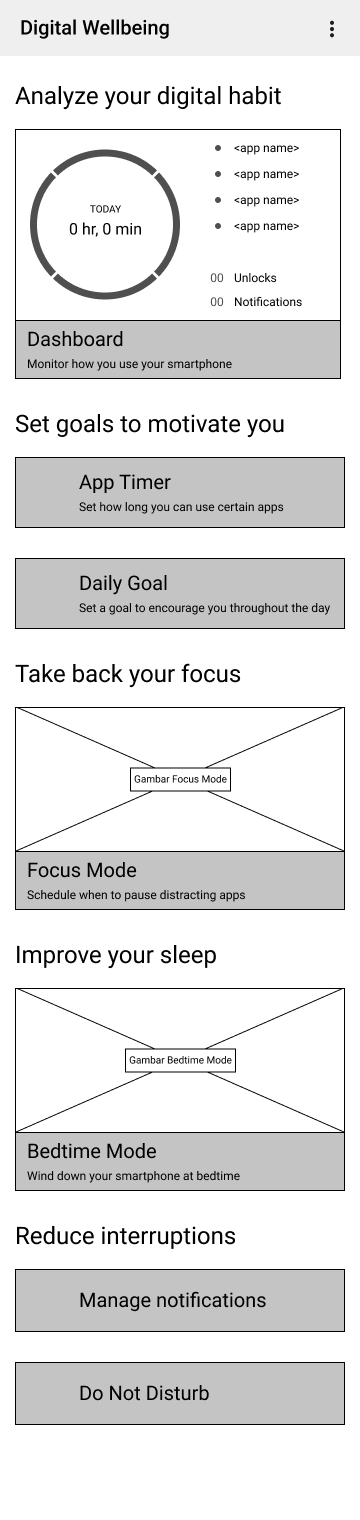 Digital Wellbeing
Analyze your digital habit
TODAY
0 hr, 0 min
<app name>
<app name>
<app name>
<app name>
00 Unlocks
00 Notifications
Dashboard
Monitor how you use your smartphone
Set goals to motivate you
App Timer
Set how long you can use certain apps
Daily Goal
Set a goal to encourage you throughout the day
Take back your focus
Gambar Focus Mode
Focus Mode
Schedule when to pause distracting apps
Improve your sleep
Gambar Bedtime Mode
Bedtime Mode
Wind down your smartphone at bedtime
Reduce interruptions
Manage notifications
Do Not Disturb